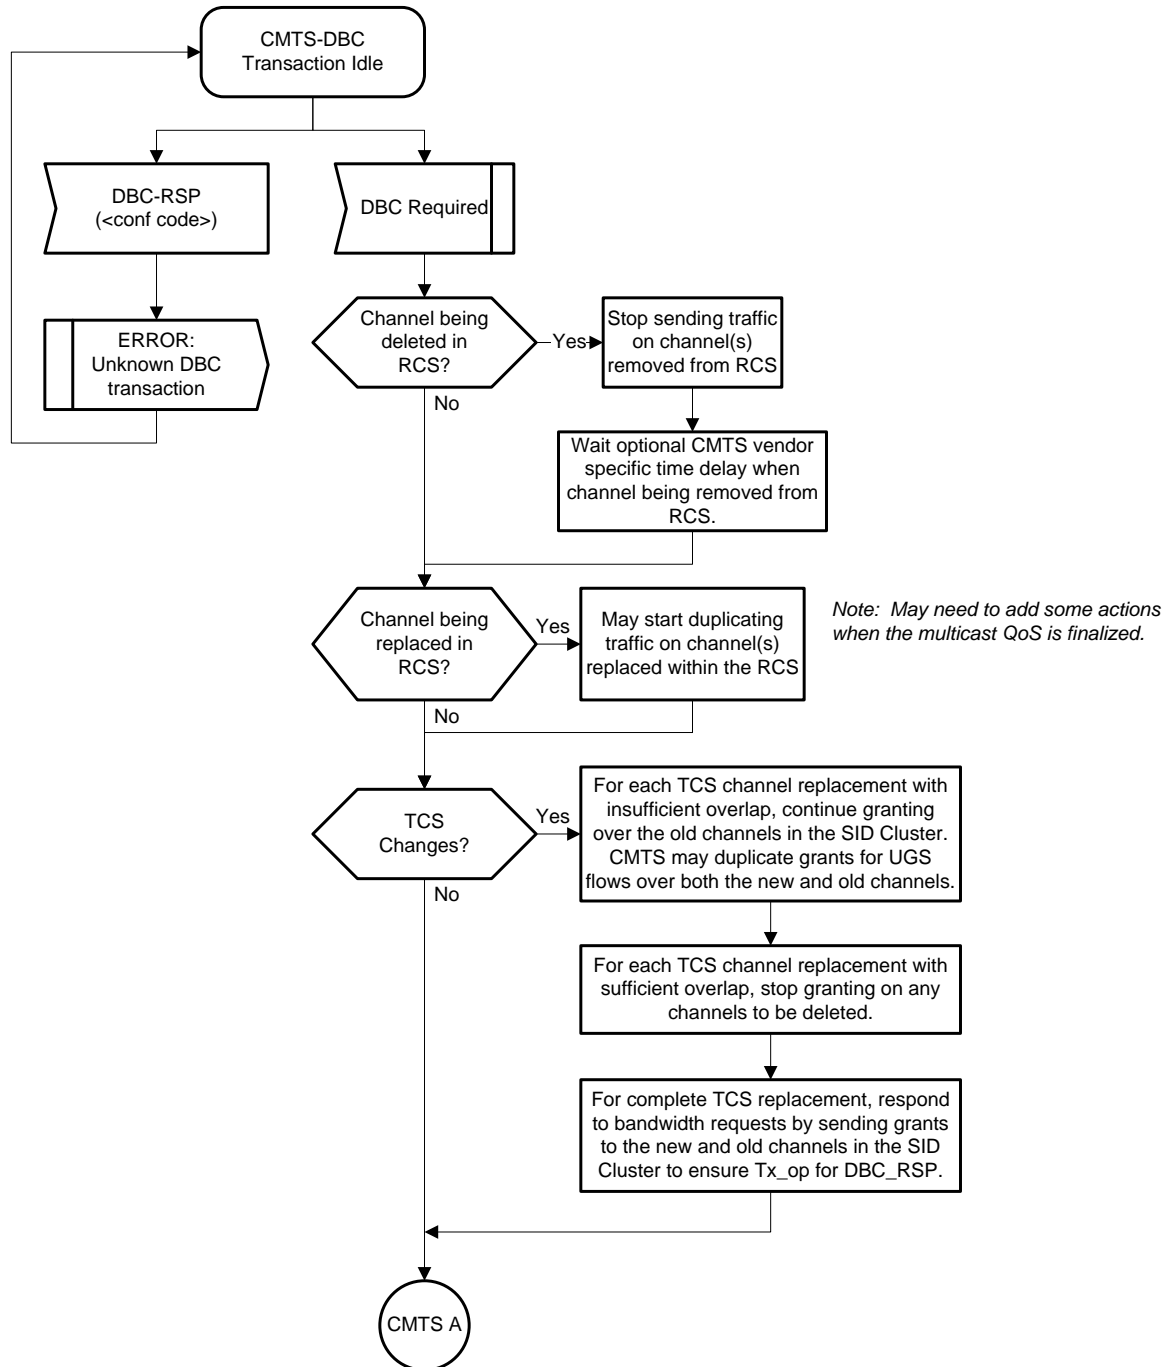 CMTS-DBC
Transaction Idle
DBC-RSP
(<conf code>)
DBC Required
ERROR:
Unknown DBC
transaction
Channel being
deleted in
RCS?
Yes
No
Stop sending traffic
on channel(s)
removed from RCS
Wait optional CMTS vendor
specific time delay when
channel being removed from
RCS.
Channel being
replaced in
RCS?
Yes
No
May start duplicating
traffic on channel(s)
replaced within the RCS
Note:  May need to add some actions
when the multicast QoS is finalized.
TCS
Changes?
Yes
No
For each TCS channel replacement with
insufficient overlap, continue granting
over the old channels in the SID Cluster.
CMTS may duplicate grants for UGS
flows over both the new and old channels.
For each TCS channel replacement with
sufficient overlap, stop granting on any
channels to be deleted.
For complete TCS replacement, respond
to bandwidth requests by sending grants
to the new and old channels in the SID
Cluster to ensure Tx_op for DBC_RSP.
CMTS A